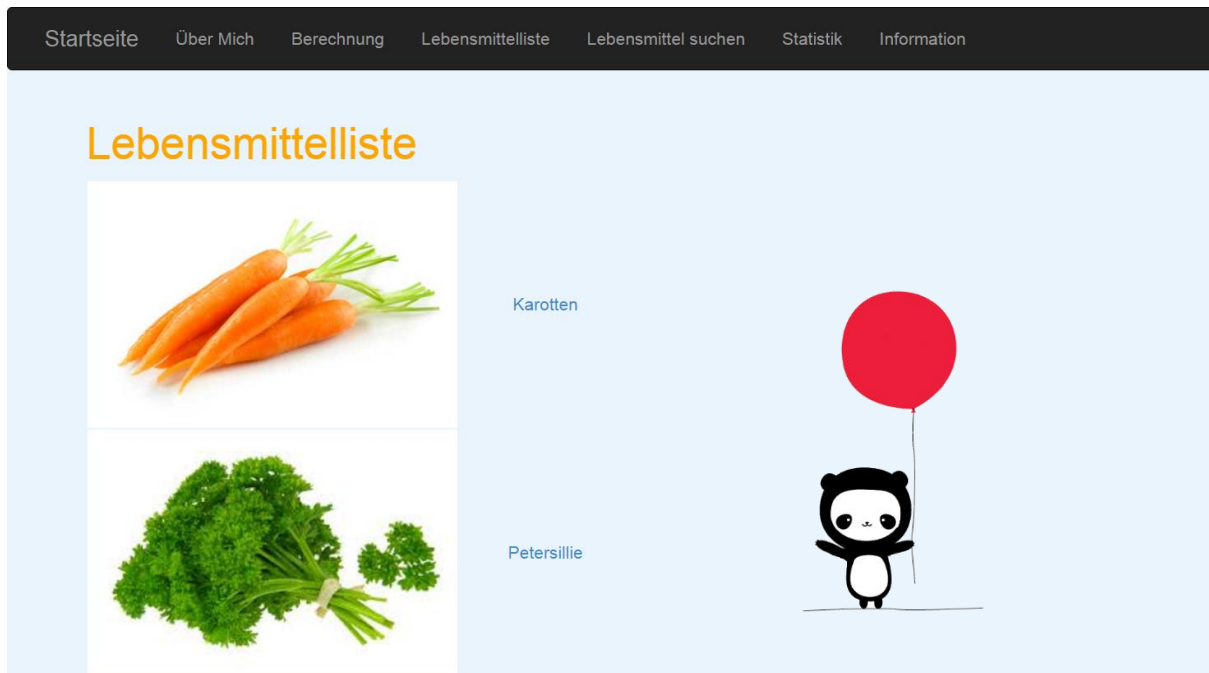 Startseite Über Mich Berechnung Lebensmittelliste Lebensmittel suchen Statistik Information
Lebensmittelliste
Karotten
Petersillie